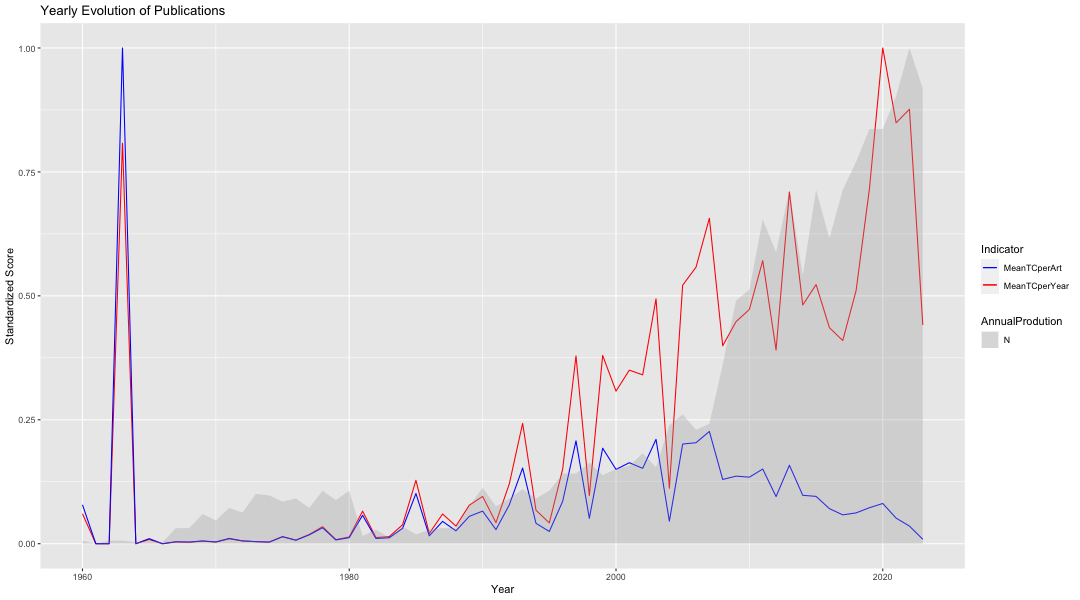 Yearly Evolution of Publications
Standardized Score
1.00
0.75
0.50
0.25
0.00
1960
1980
2000
2020
Year
Indicator
MeanTCperArt
MeanTCperYear
AnnualProdution
N